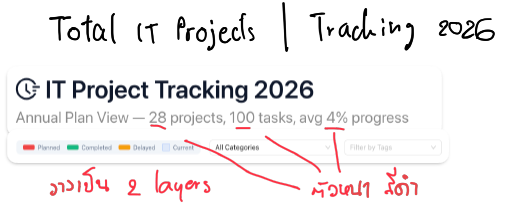 Total IT Projects | Tracking 2026
IT Project Tracking 2026
Annual Plan View — 28 projects, 100 tasks, avg 4% progress
Planned Completed Delayed Current All Categories Filter by Tags
วางเป็น 2 layers
ตัวหนา สีดำ